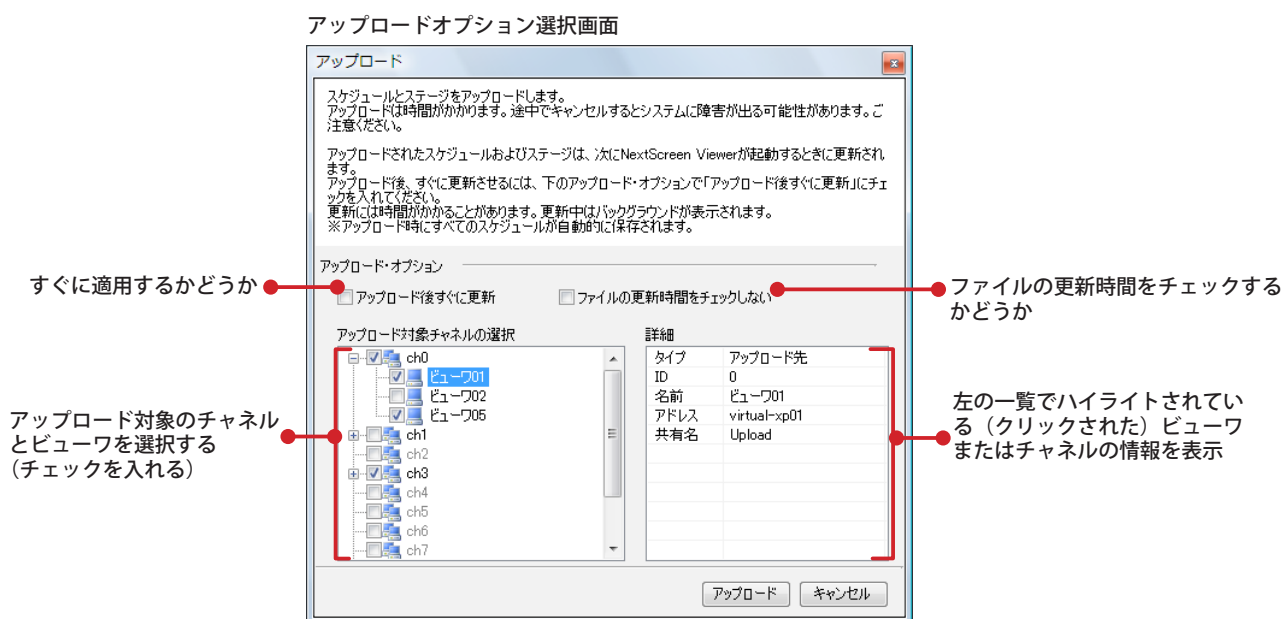 アップロードオプション選択画面
アップロード
スケジュールとステージをアップロードします。
アップロードは時間がかかります。途中でキャンセルするとシステムに障害が出る可能性があります。ご
注意ください。
アップロードされたスケジュールおよびステージは、次にNextScreen Viewerが起動するときに更新され
ます。
アップロード後、すぐに更新させるには、下のアップロード・オプションで「アップロード後すぐに更新」にチェ
ックを入れてください。
更新には時間がかかることがあります。更新中はバックグラウンドが表示されます。
※アップロード時にすべてのスケジュールが自動的に保存されます。
アップロード・オプション
すぐに適用するかどうか
アップロード後すぐに更新
ファイルの更新時間をチェックしない
ファイルの更新時間をチェックする
かどうか
アップロード対象チャネルの選択
ch0
ビューワ01
ビューワ02
ビューワ05
ch1
ch2
ch3
ch4
ch5
ch6
ch7
アップロード対象のチャネル
とビューワを選択する
（チェックを入れる）
詳細
タイプ アップロード先
ID 0
名前 ビューワ01
アドレス virtual-xp01
共有名 Upload
左の一覧でハイライトされてい
る（クリックされた）ビューワ
またはチャネルの情報を表示
アップロード
キャンセル